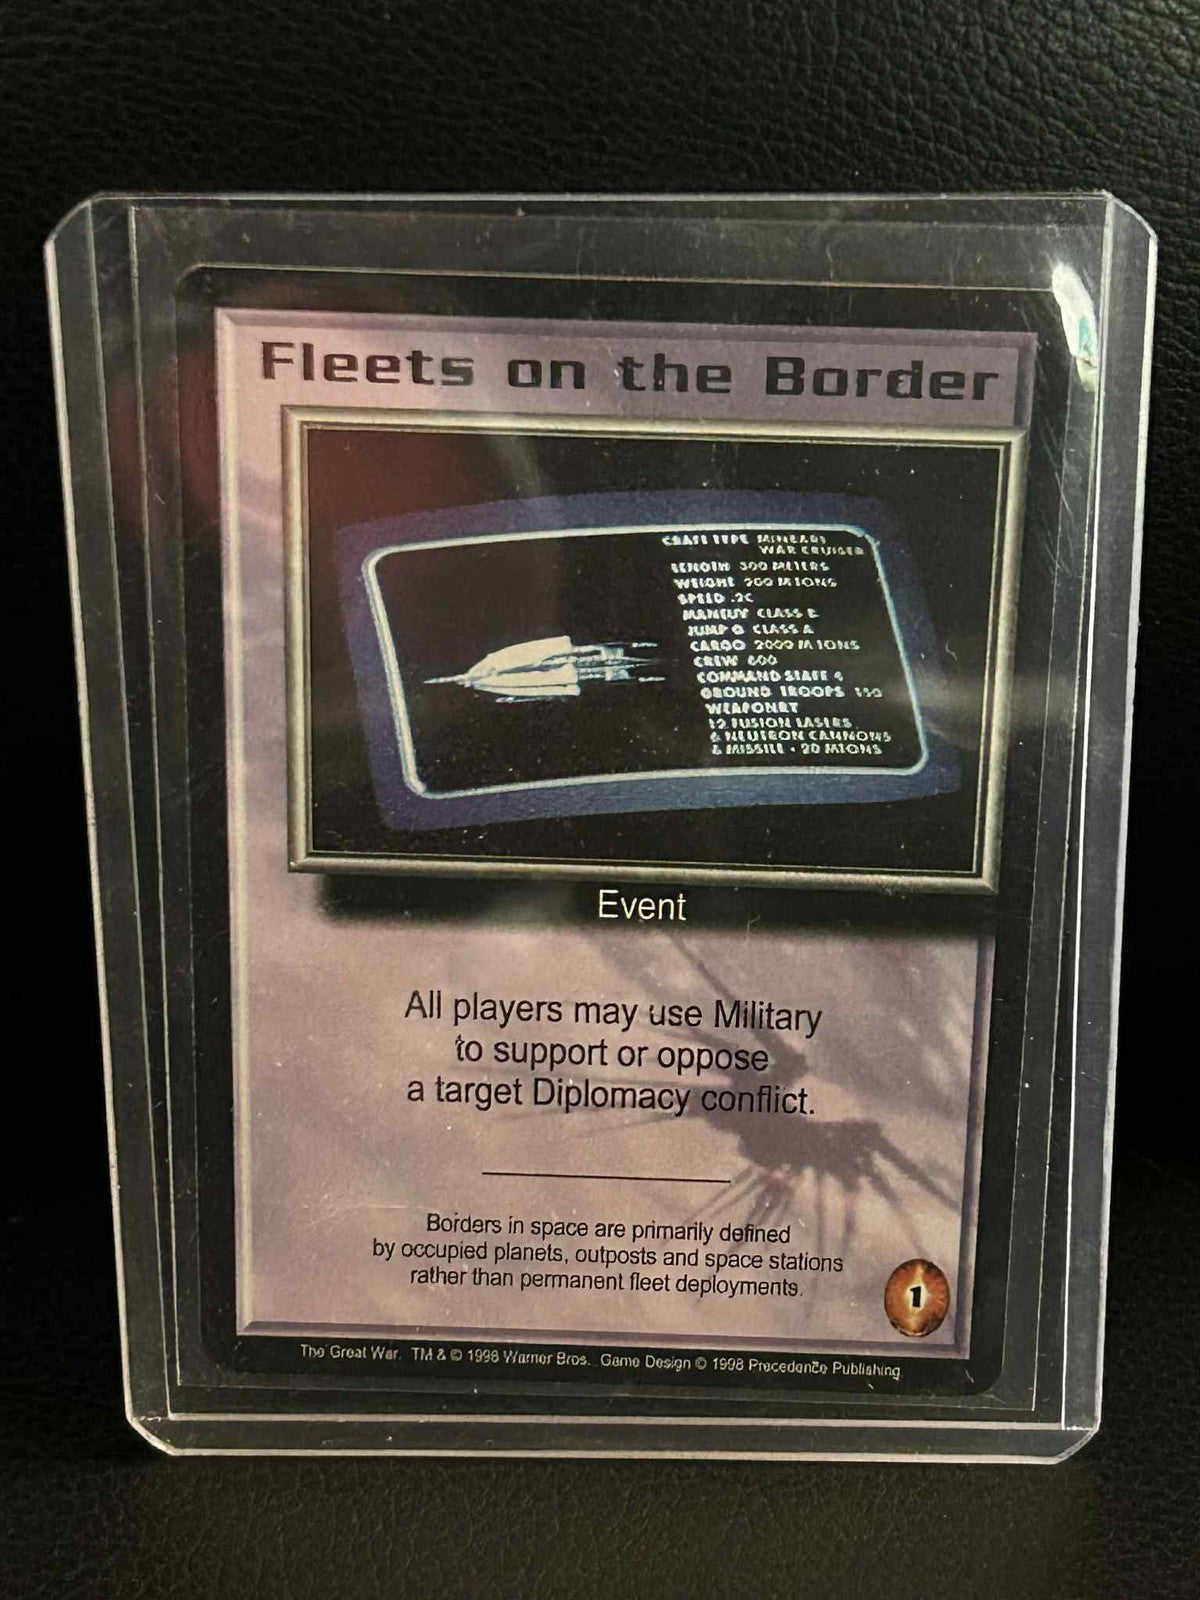 Fleets on the Border
CRAFT TYPE MINBARI
WAR CRUISER
LENGTH 300 METERS
WEIGHT 200 M TONS
SPEED .2C
MANEUV CLASS E
JUMP G CLASS A
CARGO 2000 M TONS
CREW 600
COMMAND STAFF
GROUND TROOPS
WEAPONRY
12 FUSION LASERS
6 NEUTRON CANNONS
6 MISSILE - 20 MTONS
Event
All players may use Military
to support or oppose
a target Diplomacy conflict.
Borders in space are primarily defined
by occupied planets, outposts and space stations
rather than permanent fleet deployments.
1
The Great War. TM & © 1998 Warner Bros. Game Design © 1998 Precedence Publishing